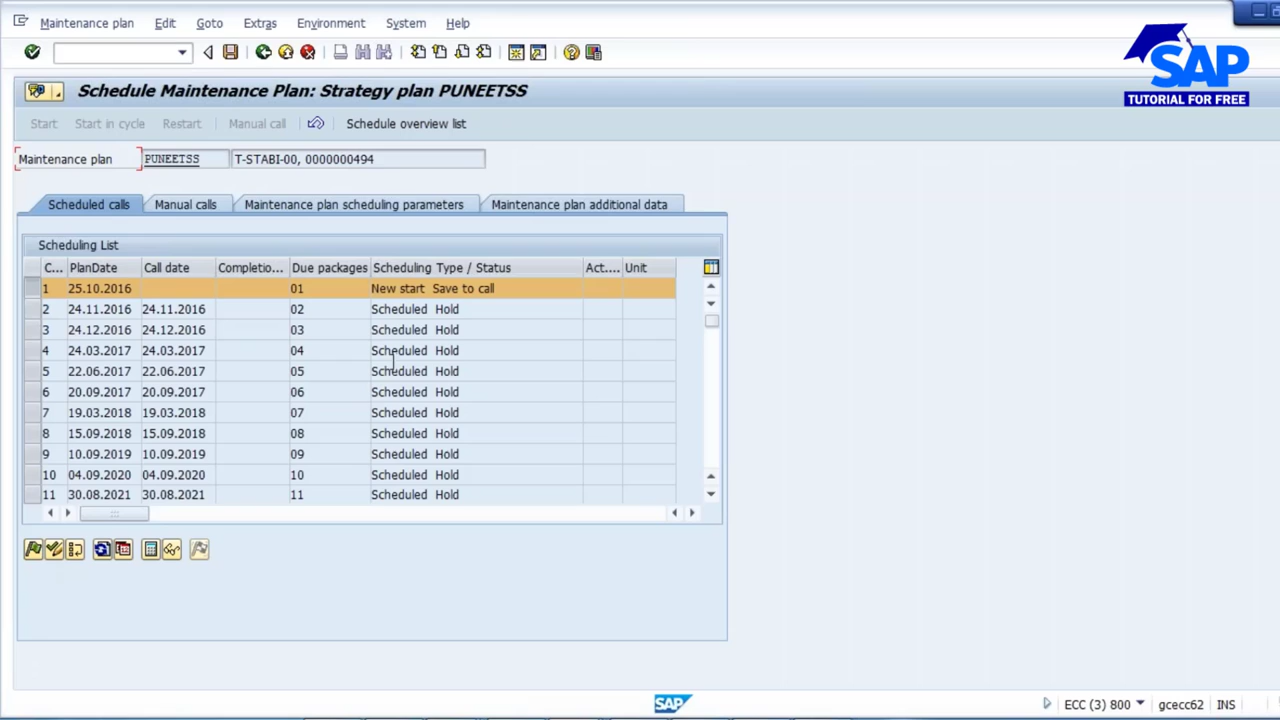 Maintenance plan Edit Goto Extras Environment System Help
SAP
TUTORIAL FOR FREE
Schedule Maintenance Plan: Strategy plan PUNEETSS
Start Start in cycle Restart Manual call Schedule overview list
Maintenance plan PUNEETSS T-STABI-00, 0000000494
Scheduled calls Manual calls Maintenance plan scheduling parameters Maintenance plan additional data
Scheduling List
C... PlanDate Call date Completio... Due packages Scheduling Type / Status Act.... Unit
1 25.10.2016 01 New start Save to call
2 24.11.2016 24.11.2016 02 Scheduled Hold
3 24.12.2016 24.12.2016 03 Scheduled Hold
4 24.03.2017 24.03.2017 04 Scheduled Hold
5 22.06.2017 22.06.2017 05 Scheduled Hold
6 20.09.2017 20.09.2017 06 Scheduled Hold
7 19.03.2018 19.03.2018 07 Scheduled Hold
8 15.09.2018 15.09.2018 08 Scheduled Hold
9 10.09.2019 10.09.2019 09 Scheduled Hold
10 04.09.2020 04.09.2020 10 Scheduled Hold
11 30.08.2021 30.08.2021 11 Scheduled Hold
SAP
ECC (3) 800 gcecc62 INS